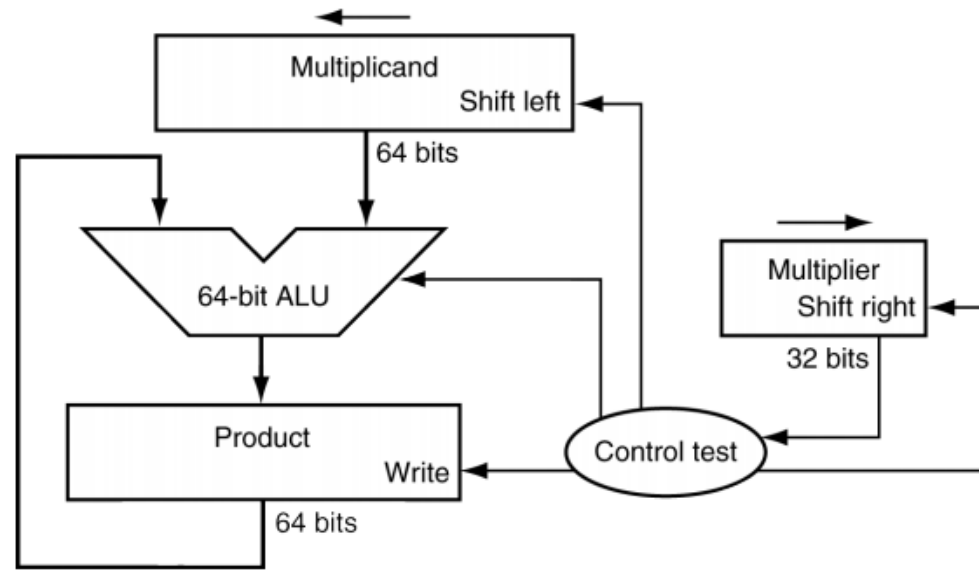 Multiplicand
Shift left
64 bits
64-bit ALU
Multiplier
Shift right
32 bits
Product
Write
Control test
64 bits